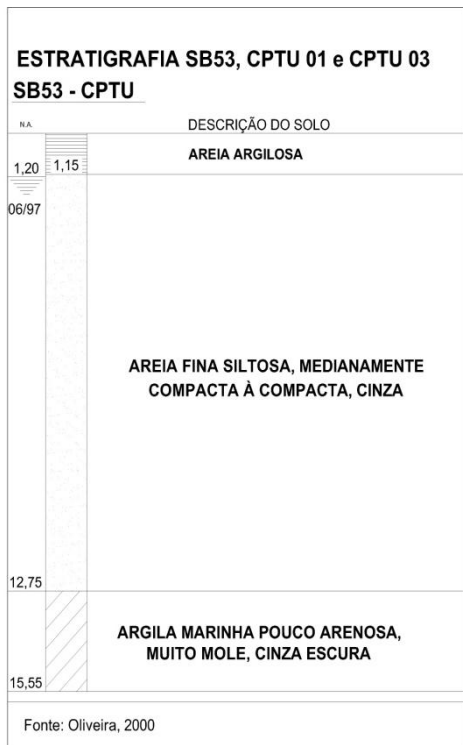 ESTRATIGRAFIA SB53, CPTU 01 e CPTU 03
SB53 - CPTU
N.A.
DESCRIÇÃO DO SOLO
AREIA ARGILOSA
1,20
1,15
06/97
AREIA FINA SILTOSA, MEDIANAMENTE
COMPACTA À COMPACTA, CINZA
12,75
ARGILA MARINHA POUCO ARENOSA,
MUITO MOLE, CINZA ESCURA
15,55
Fonte: Oliveira, 2000